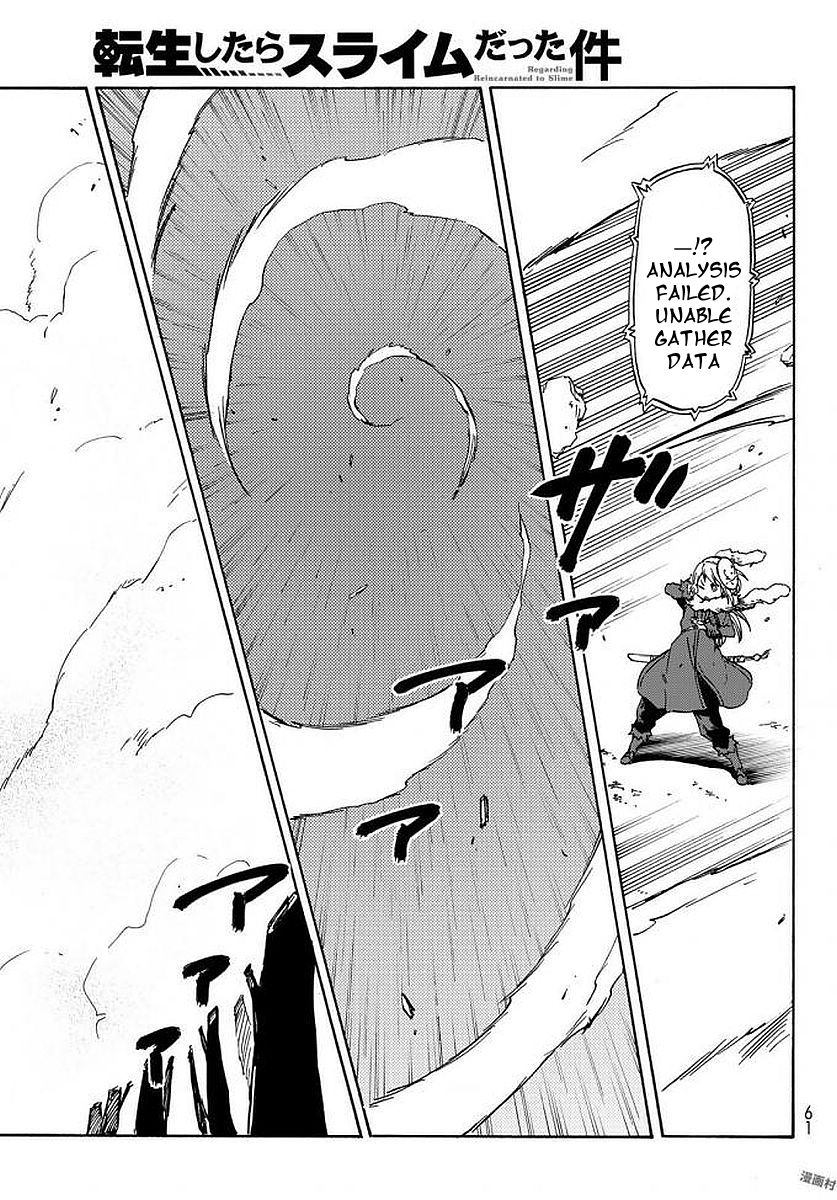 転生したらスライムだった件
Regarding
Reincarnated to Slime
—!?
ANALYSIS
FAILED.
UNABLE
GATHER
DATA
ザァァァァァァ
61
漫画村